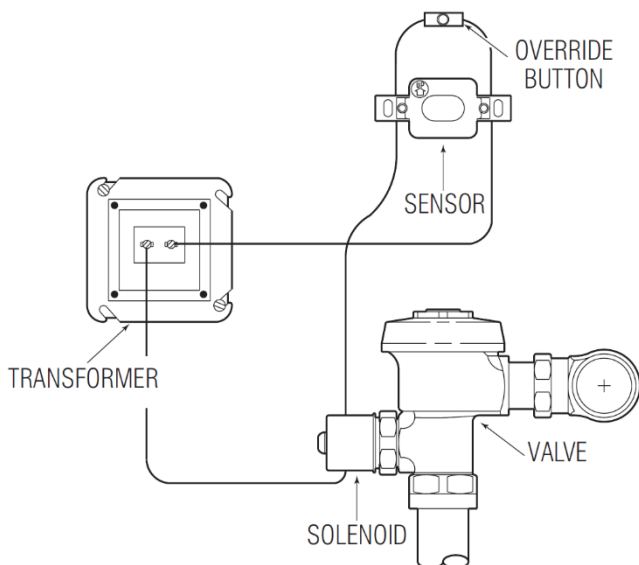 OVERRIDE
BUTTON
SENSOR
TRANSFORMER
VALVE
SOLENOID